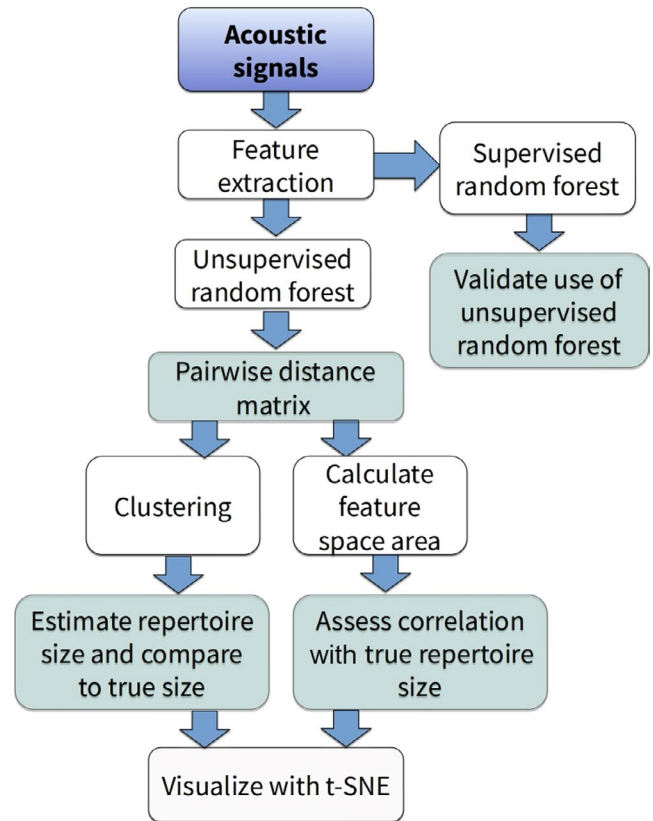 Acoustic
signals
Feature
extraction
Supervised
random forest
Unsupervised
random forest
Validate use of
unsupervised
random forest
Pairwise distance
matrix
Clustering
Calculate
feature
space area
Estimate repertoire
size and compare
to true size
Assess correlation
with true repertoire
size
Visualize with t-SNE